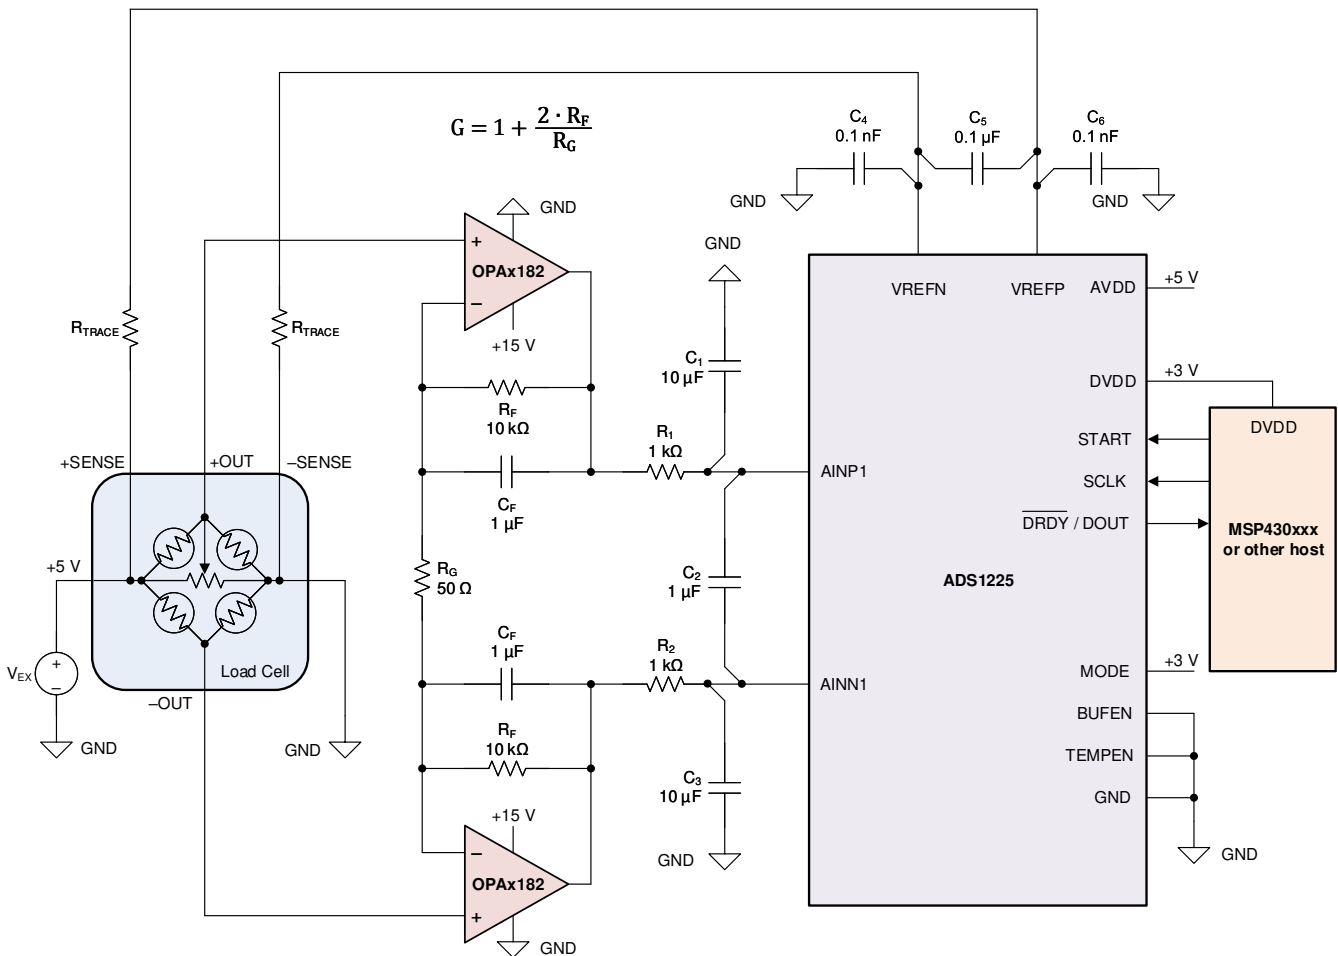 C₄
0.1 nF
C₅
0.1 µF
C₆
0.1 nF
G = 1 + 2 · R_F / R_G
GND
GND
GND
GND
+
OPAx182
−
+15 V
VREFN
VREFP
AVDD
+5 V
R_TRACE
R_TRACE
C₁
10 µF
DVDD
+3 V
R_F
10 kΩ
DVDD
START
R₁
1 kΩ
+SENSE
+OUT
–SENSE
AINP1
SCLK
C_F
1 µF
DRDY / DOUT
MSP430xxx
or other host
+5 V
R_G
50 Ω
C₂
1 µF
ADS1225
C_F
1 µF
R₂
1 kΩ
V_EX
+
−
Load Cell
AINN1
MODE
+3 V
–OUT
BUFEN
R_F
10 kΩ
GND
GND
TEMPEN
C₃
10 µF
GND
+15 V
−
OPAx182
+
GND
GND
GND